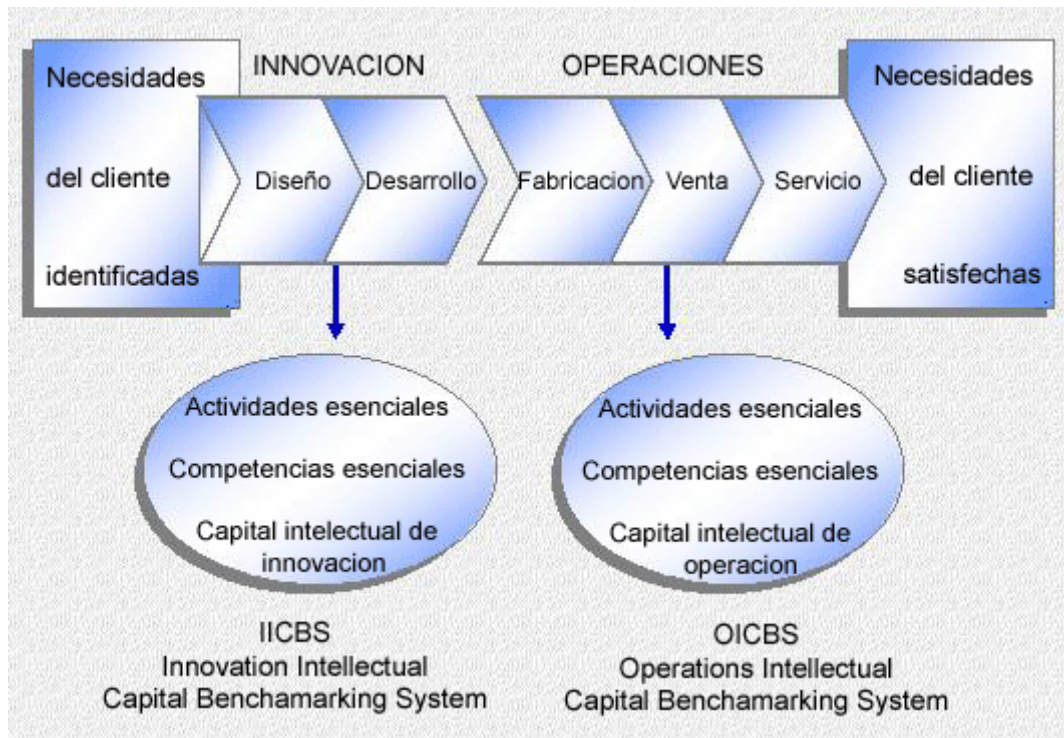 Necesidades
del cliente
identificadas
INNOVACION
Diseño
Desarrollo
OPERACIONES
Fabricacion
Venta
Servicio
Necesidades
del cliente
satisfechas
Actividades esenciales
Competencias esenciales
Capital intelectual de
innovacion
Actividades esenciales
Competencias esenciales
Capital intelectual de
operacion
IICBS
Innovation Intellectual
Capital Benchamarking System
OICBS
Operations Intellectual
Capital Benchamarking System